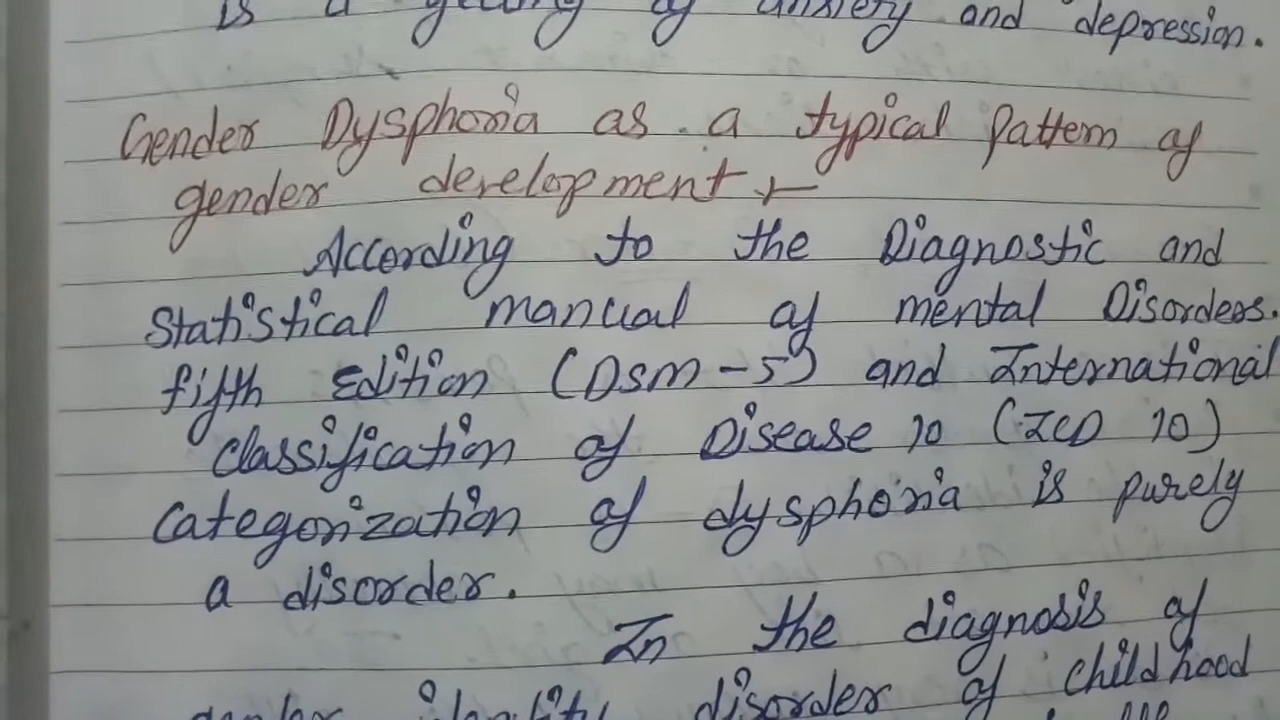 is a feeling of anxiety and depression.
Gender Dysphoria as a typical Pattern of
gender development :-
According to the Diagnostic and
Statistical manual of mental Disorders.
fifth Edition (DSM-5) and International
classification of Disease 10 (ICD 10)
categorization of dysphoria is purely
a disorder.
In the diagnosis of
gender identity disorder of childhood